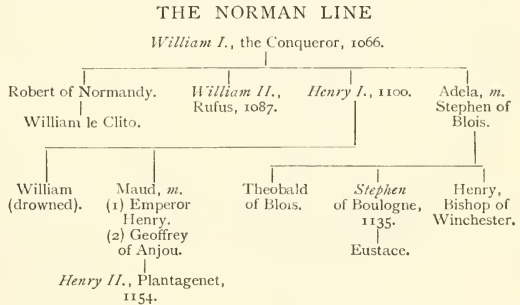 THE NORMAN LINE
William I., the Conqueror, 1066.
Robert of Normandy.
William le Clito.
William II.,
Rufus, 1087.
Henry I., 1100.
Adela, m.
Stephen of
Blois.
William
(drowned).
Maud, m.
(1) Emperor
Henry.
(2) Geoffrey
of Anjou.
Henry II., Plantagenet,
1154.
Theobald
of Blois.
Stephen
of Boulogne,
1135.
Eustace.
Henry,
Bishop of
Winchester.